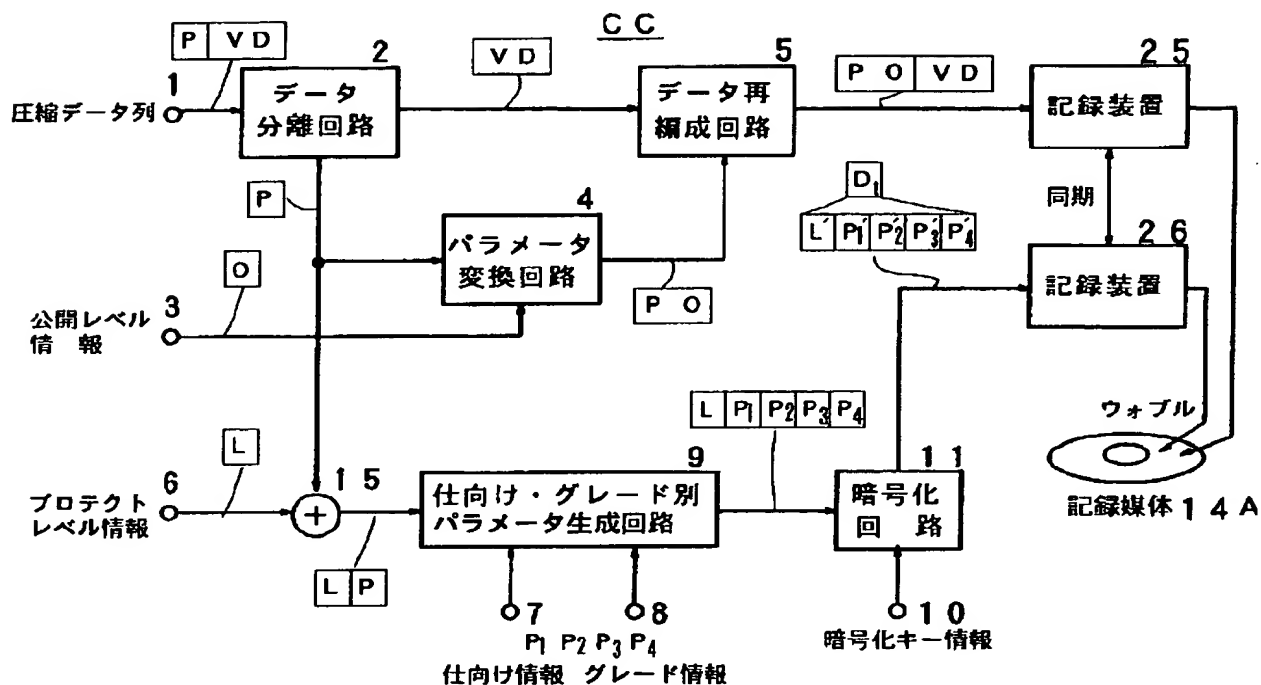 CC
P VD
1
圧縮データ列
2
データ
分離回路
VD
5
データ再
編成回路
P O VD
25
記録装置
P
4
パラメータ
変換回路
D₁
L' P₁' P₂' P₃' P₄'
同期
26
記録装置
O
3
公開レベル
情 報
P O
L P₁ P₂ P₃ P₄
ウォブル
L
6
プロテクト
レベル情報
+
15
9
仕向け・グレード別
パラメータ生成回路
11
暗号化
回 路
記録媒体14A
L P
7
8
10
P₁ P₂ P₃ P₄
暗号化キー情報
仕向け情報 グレード情報